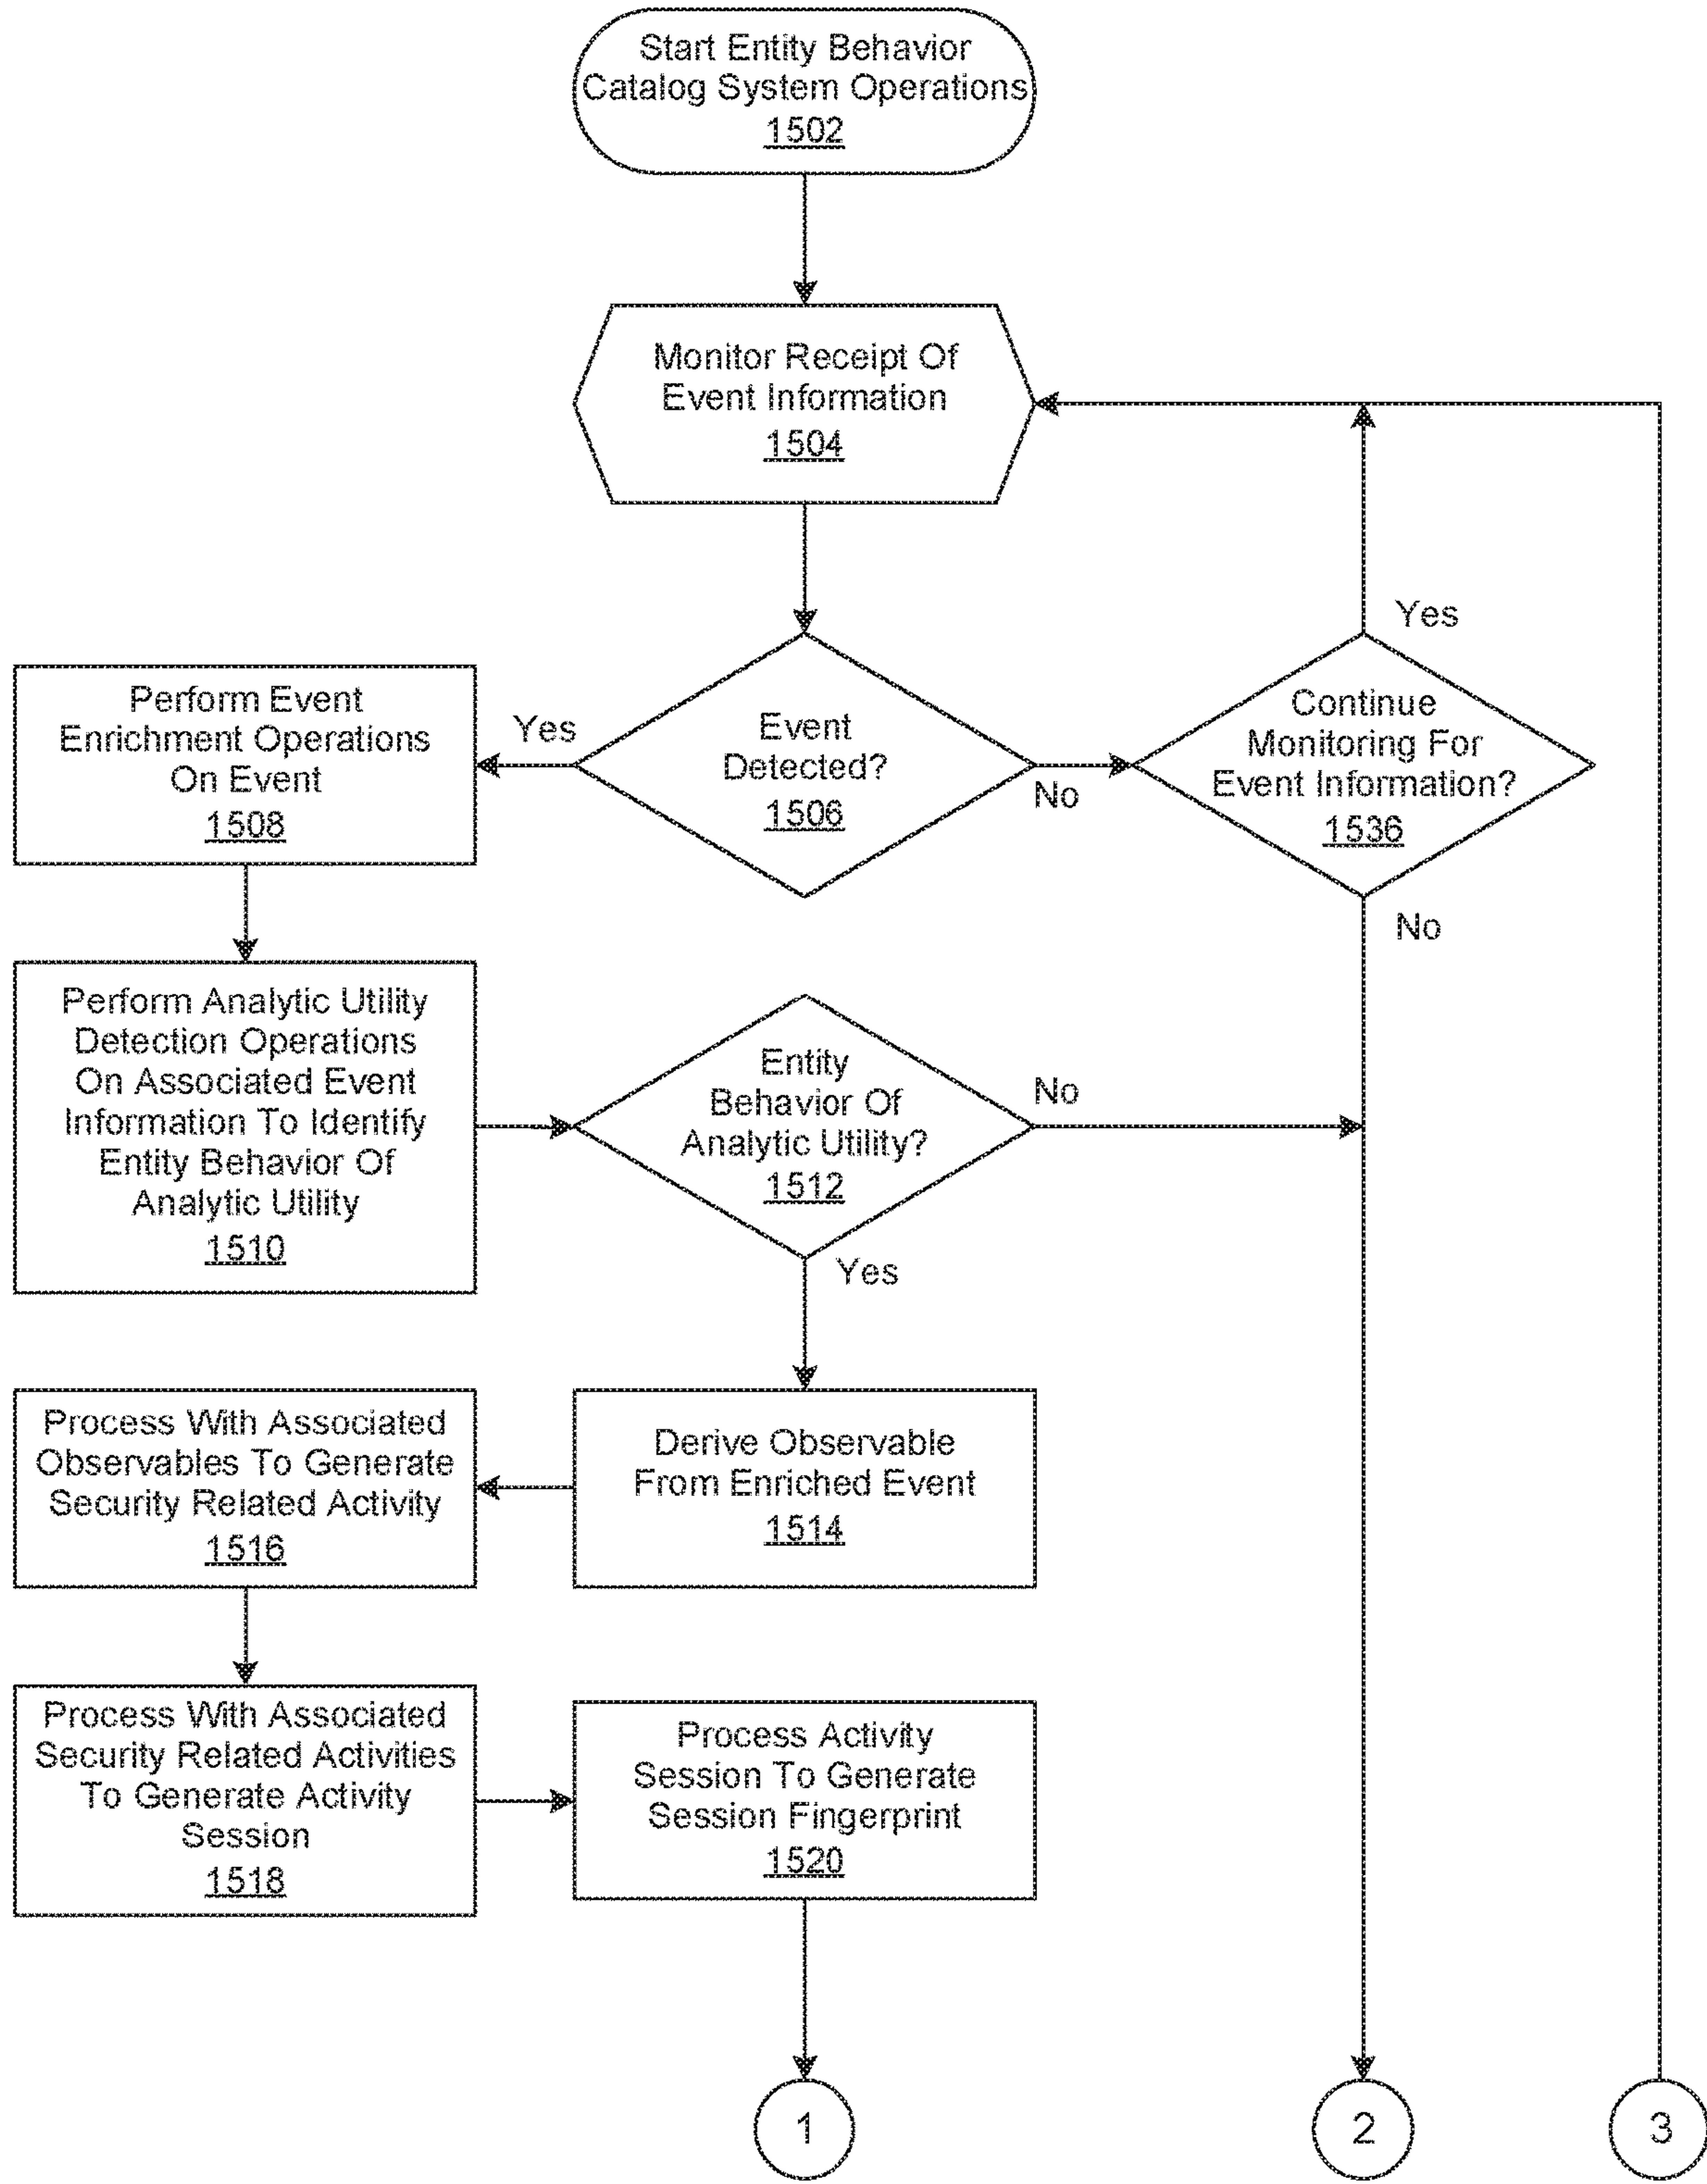 Start Entity Behavior
Catalog System Operations
1502
Monitor Receipt Of
Event Information
1504
Yes
Perform Event
Enrichment Operations
On Event
1508
Yes
Event
Detected?
1506
No
Continue
Monitoring For
Event Information?
1536
No
Perform Analytic Utility
Detection Operations
On Associated Event
Information To Identify
Entity Behavior Of
Analytic Utility
1510
Entity
Behavior Of
Analytic Utility?
1512
No
Yes
Process With Associated
Observables To Generate
Security Related Activity
1516
Derive Observable
From Enriched Event
1514
Process With Associated
Security Related Activities
To Generate Activity
Session
1518
Process Activity
Session To Generate
Session Fingerprint
1520
1
2
3